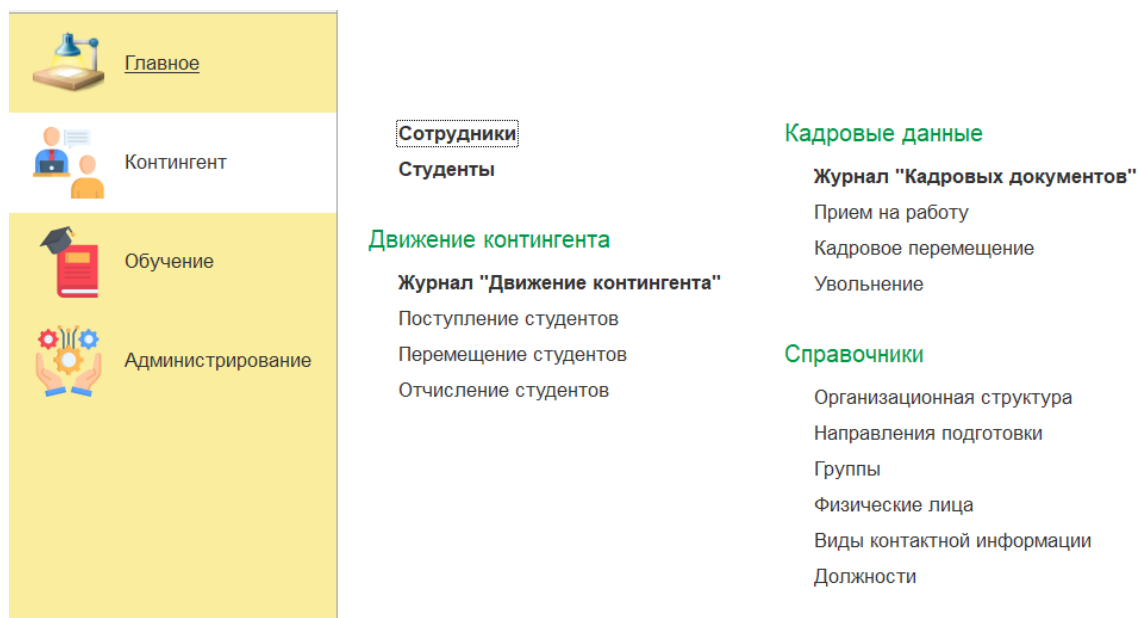 Главное
Контингент
Обучение
Администрирование
Сотрудники
Студенты
Движение контингента
Журнал "Движение контингента"
Поступление студентов
Перемещение студентов
Отчисление студентов
Кадровые данные
Журнал "Кадровых документов"
Прием на работу
Кадровое перемещение
Увольнение
Справочники
Организационная структура
Направления подготовки
Группы
Физические лица
Виды контактной информации
Должности